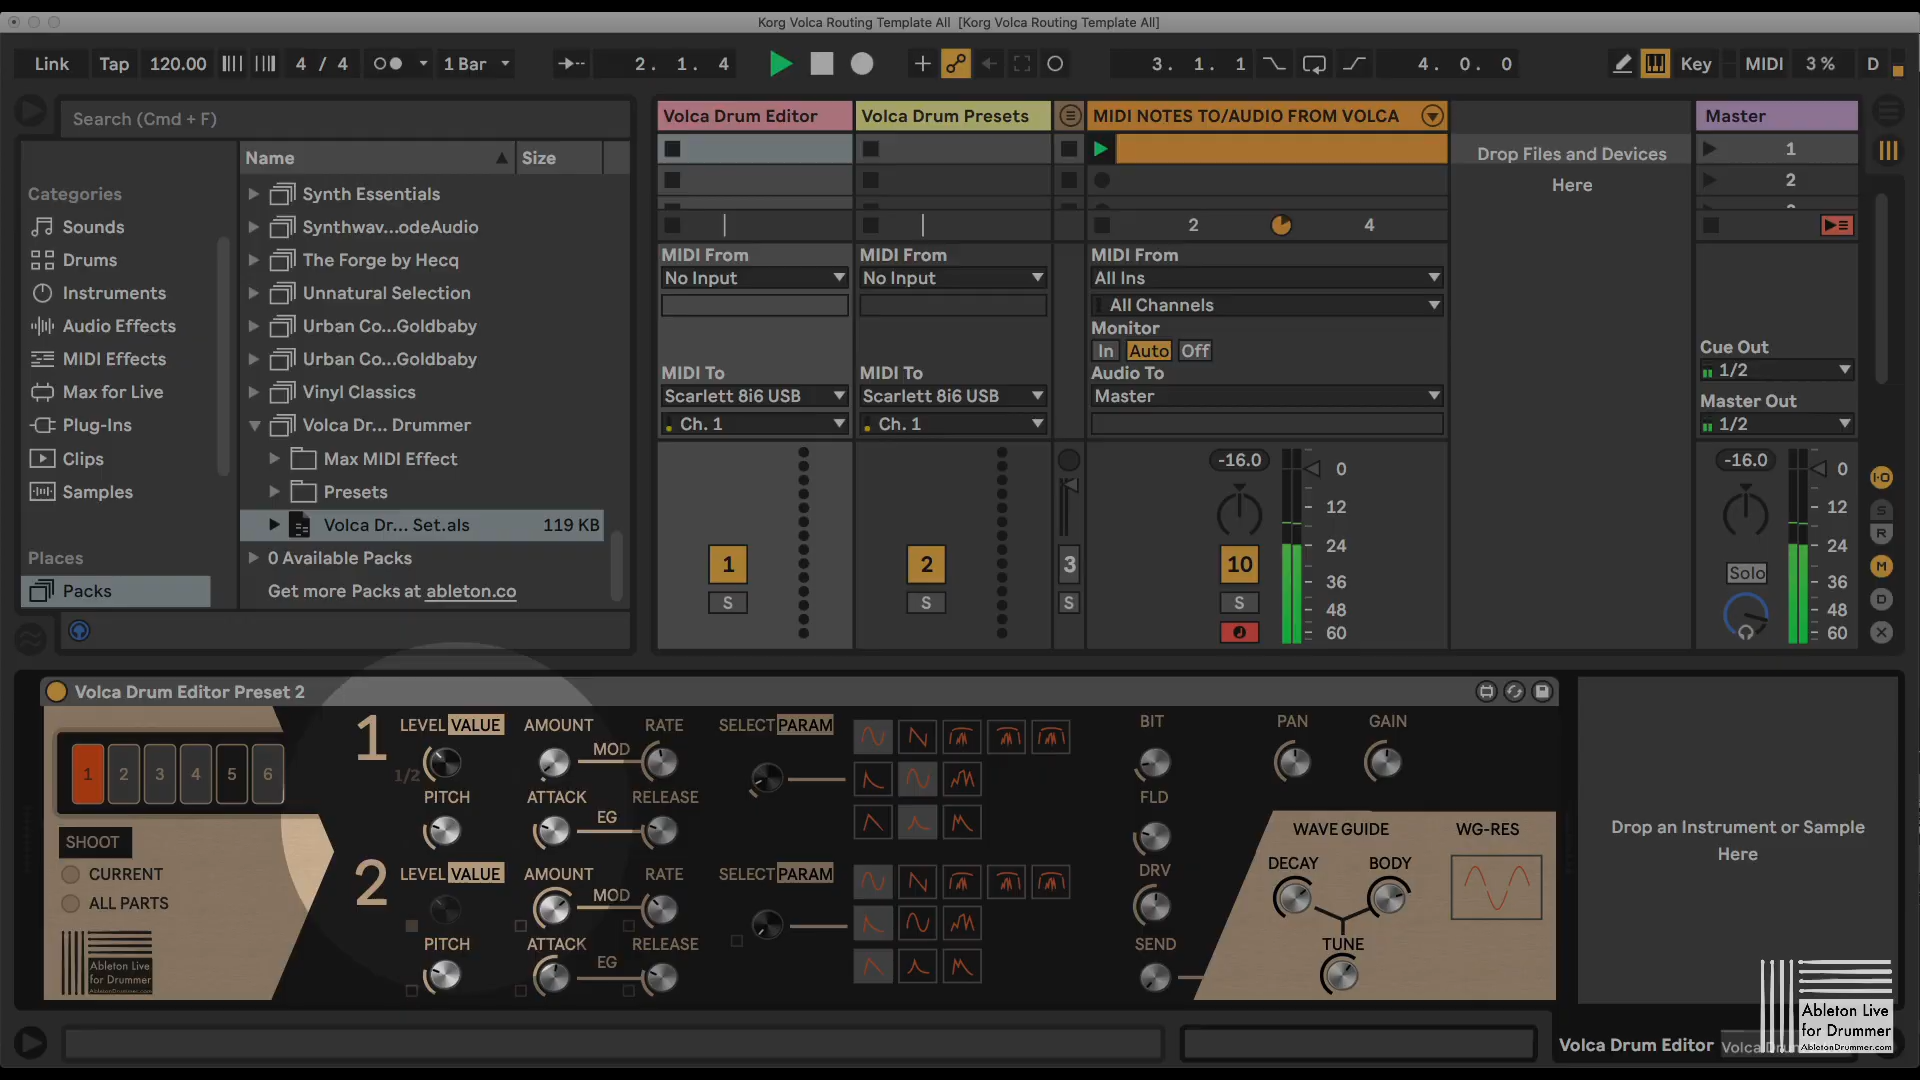 Korg Volca Routing Template All  [Korg Volca Routing Template All]
Link Tap 120.00 4 / 4 1 Bar 2. 1. 4 3. 1. 1 4. 0. 0 Key MIDI 3 % D
Search (Cmd + F)
Categories
Sounds
Drums
Instruments
Audio Effects
MIDI Effects
Max for Live
Plug-Ins
Clips
Samples
Places
Packs
Name Size
Synth Essentials
Synthwav...odeAudio
The Forge by Hecq
Unnatural Selection
Urban Co...Goldbaby
Urban Co...Goldbaby
Vinyl Classics
Volca Dr... Drummer
Max MIDI Effect
Presets
Volca Dr... Set.als 119 KB
0 Available Packs
Get more Packs at ableton.co
Volca Drum Editor
MIDI From
No Input
MIDI To
Scarlett 8i6 USB
Ch. 1
1
S
Volca Drum Presets
MIDI From
No Input
MIDI To
Scarlett 8i6 USB
Ch. 1
2
S
3
S
MIDI NOTES TO/AUDIO FROM VOLCA
2 4
MIDI From
All Ins
All Channels
Monitor
In Auto Off
Audio To
Master
-16.0
0
12
24
36
48
60
10
S
Drop Files and Devices
Here
Master
1
2
Cue Out
1/2
Master Out
1/2
-16.0
0
12
24
36
48
60
Solo
I-O
S
R
M
D
X
Volca Drum Editor Preset 2
1 2 3 4 5 6
SHOOT
CURRENT
ALL PARTS
Ableton Live
for Drummer
AbletonDrummer.com
1 LEVEL VALUE AMOUNT RATE SELECT PARAM
1/2 MOD
PITCH ATTACK RELEASE
EG
2 LEVEL VALUE AMOUNT RATE SELECT PARAM
MOD
PITCH ATTACK RELEASE
EG
BIT
FLD
DRV
SEND
PAN GAIN
WAVE GUIDE WG-RES
DECAY BODY
TUNE
Drop an Instrument or Sample
Here
Ableton Live
for Drummer
AbletonDrummer.com
Volca Drum Editor